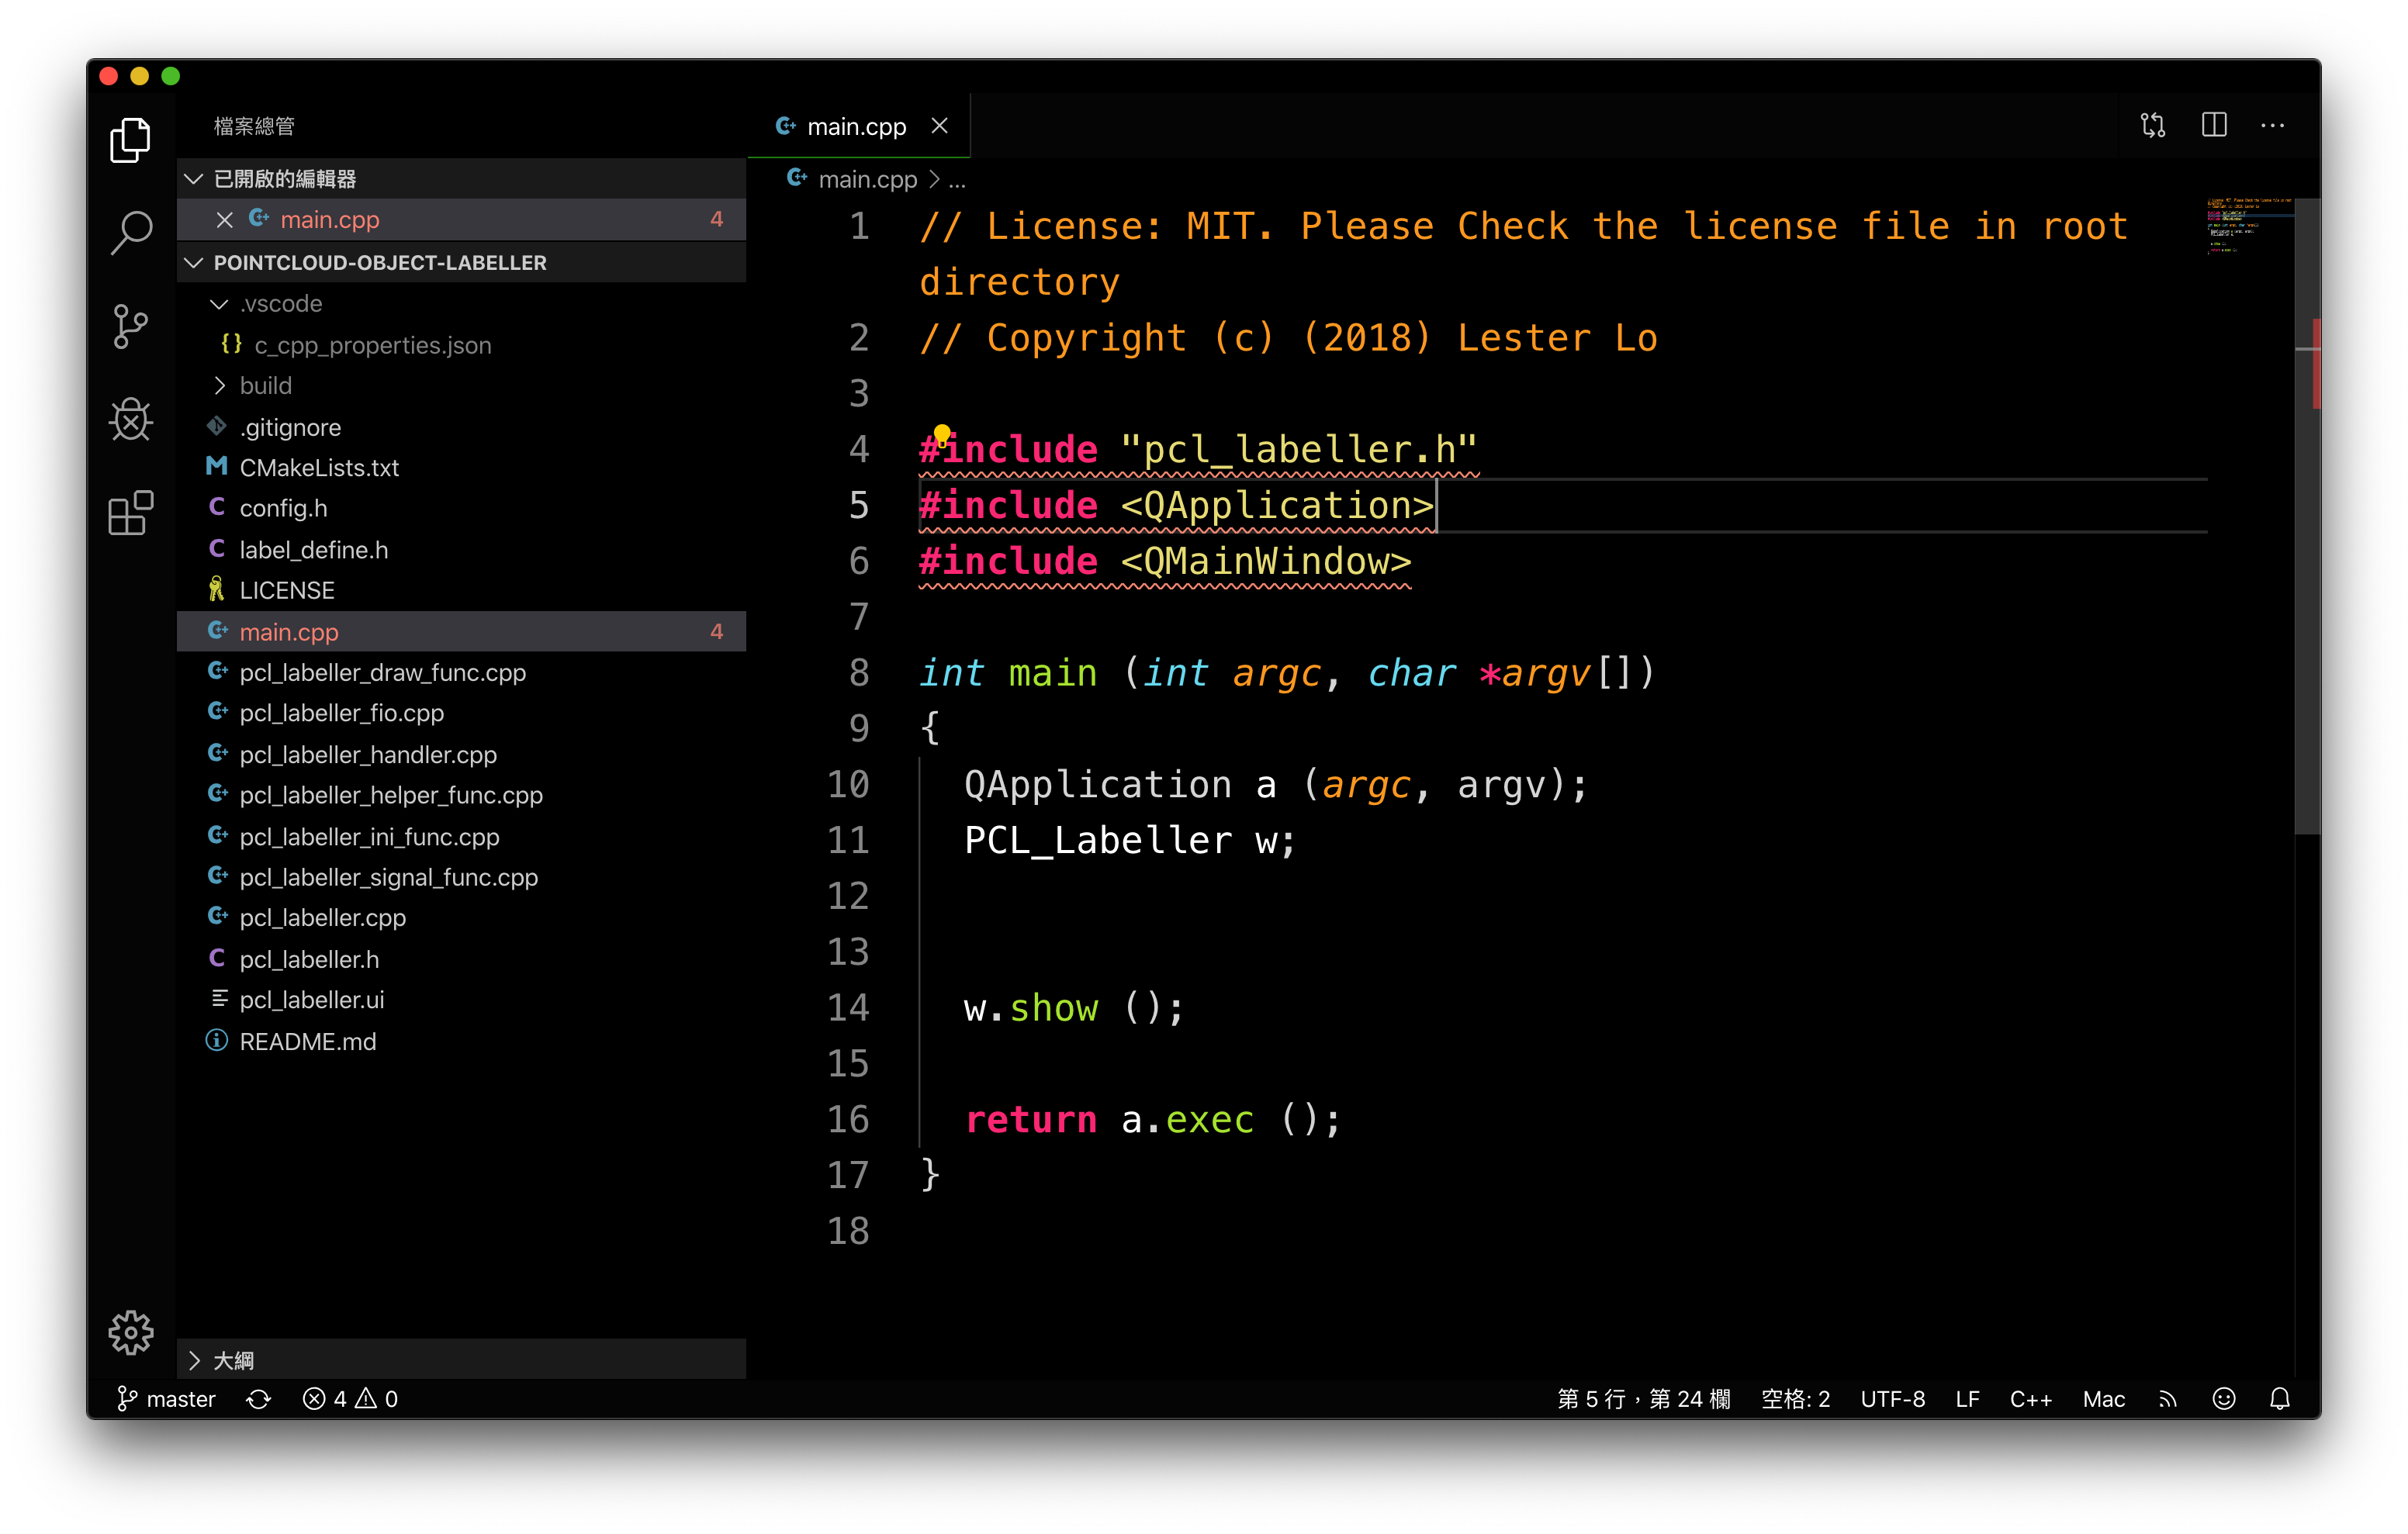 檔案總管
已開啟的編輯器
main.cpp 4
POINTCLOUD-OBJECT-LABELLER
.vscode
{} c_cpp_properties.json
build
.gitignore
M CMakeLists.txt
C config.h
C label_define.h
LICENSE
main.cpp 4
pcl_labeller_draw_func.cpp
pcl_labeller_fio.cpp
pcl_labeller_handler.cpp
pcl_labeller_helper_func.cpp
pcl_labeller_ini_func.cpp
pcl_labeller_signal_func.cpp
pcl_labeller.cpp
C pcl_labeller.h
pcl_labeller.ui
README.md
大綱
main.cpp
main.cpp > ...
1 // License: MIT. Please Check the license file in root
directory
2 // Copyright (c) (2018) Lester Lo
3
4 #include "pcl_labeller.h"
5 #include <QApplication>
6 #include <QMainWindow>
7
8 int main (int argc, char *argv[])
9 {
10 QApplication a (argc, argv);
11 PCL_Labeller w;
12
13
14 w.show ();
15
16 return a.exec ();
17 }
18
master 4 0 第 5 行，第 24 欄 空格: 2 UTF-8 LF C++ Mac